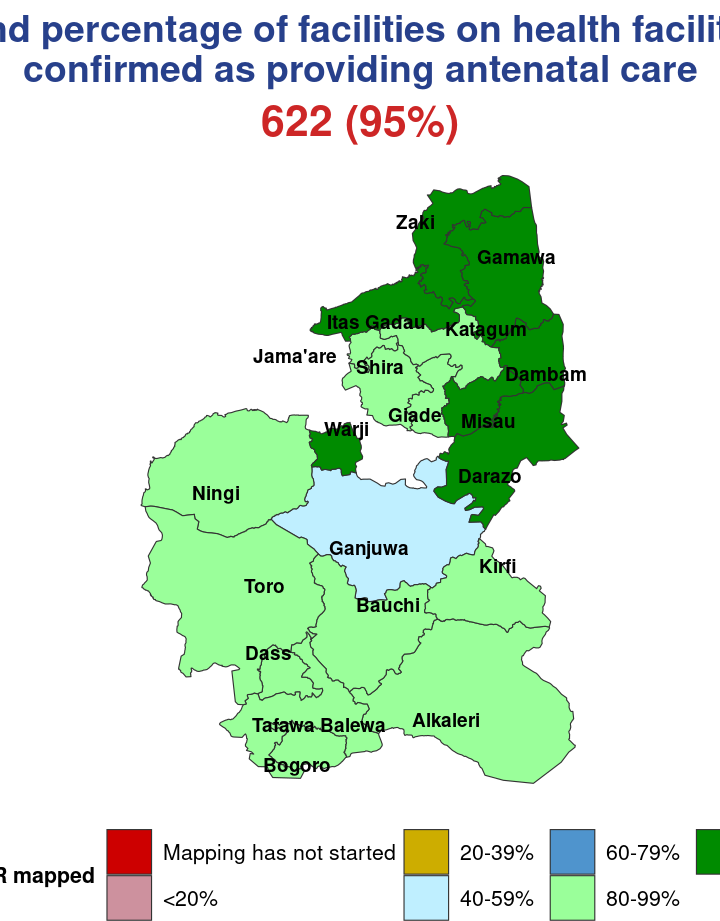 percentage of facilities on health
confirmed as providing antenatal care
622 (95%)
Zaki
Gamawa
Itas Gadau
Katagum
Jama'are
Shira
Dambam
Giade
Misau
Warji
Darazo
Ningi
Ganjuwa
Kirfi
Toro
Bauchi
Dass
Alkaleri
Tafawa Balewa
Bogoro
Mapping has not started
20-39%
60-79%
mapped
<20%
40-59%
80-99%